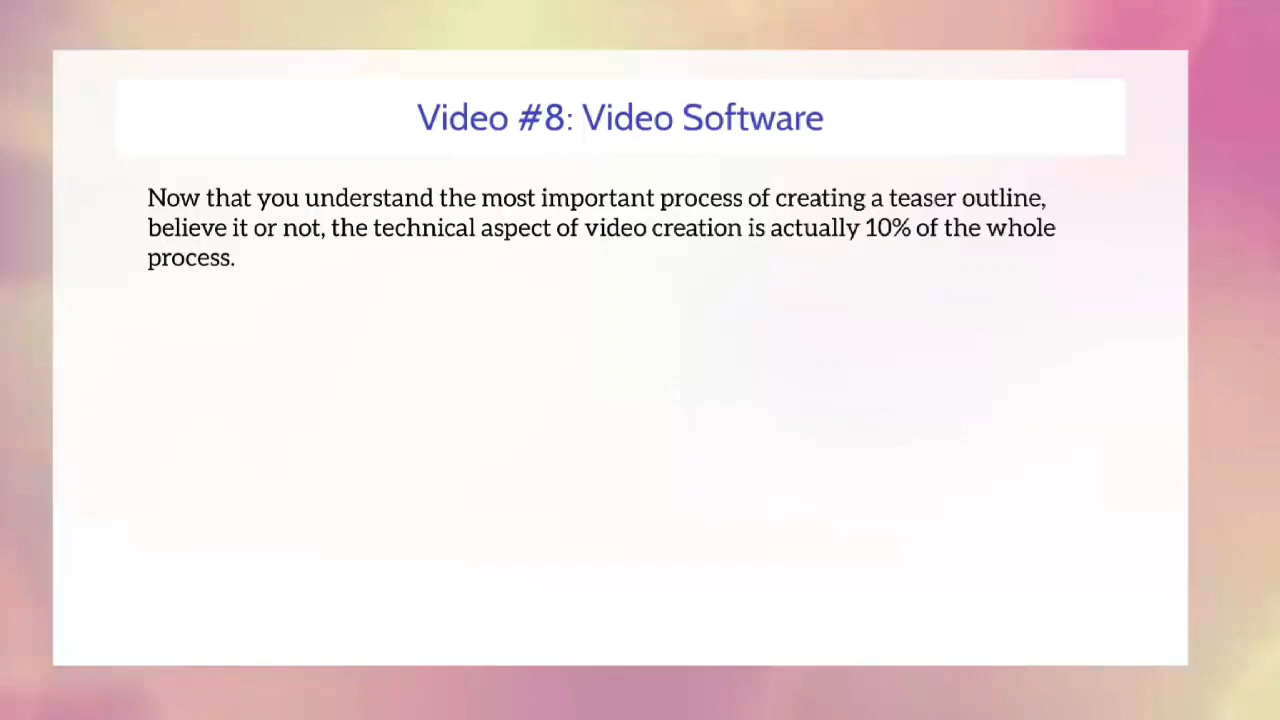 Video #8: Video Software
Now that you understand the most important process of creating a teaser outline,
believe it or not, the technical aspect of video creation is actually 10% of the whole
process.